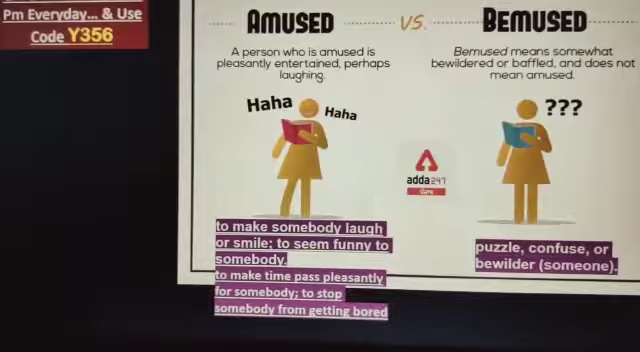 Pm Everyday... & Use
Code Y356
AMUSED
VS.
BEMUSED
A person who is amused is
pleasantly entertained, perhaps
laughing.
Bemused means somewhat
bewildered or baffled, and does not
mean amused.
Haha
Haha
???
adda247
to make somebody laugh
or smile; to seem funny to
somebody.
to make time pass pleasantly
for somebody; to stop
somebody from getting bored
puzzle, confuse, or
bewilder (someone).